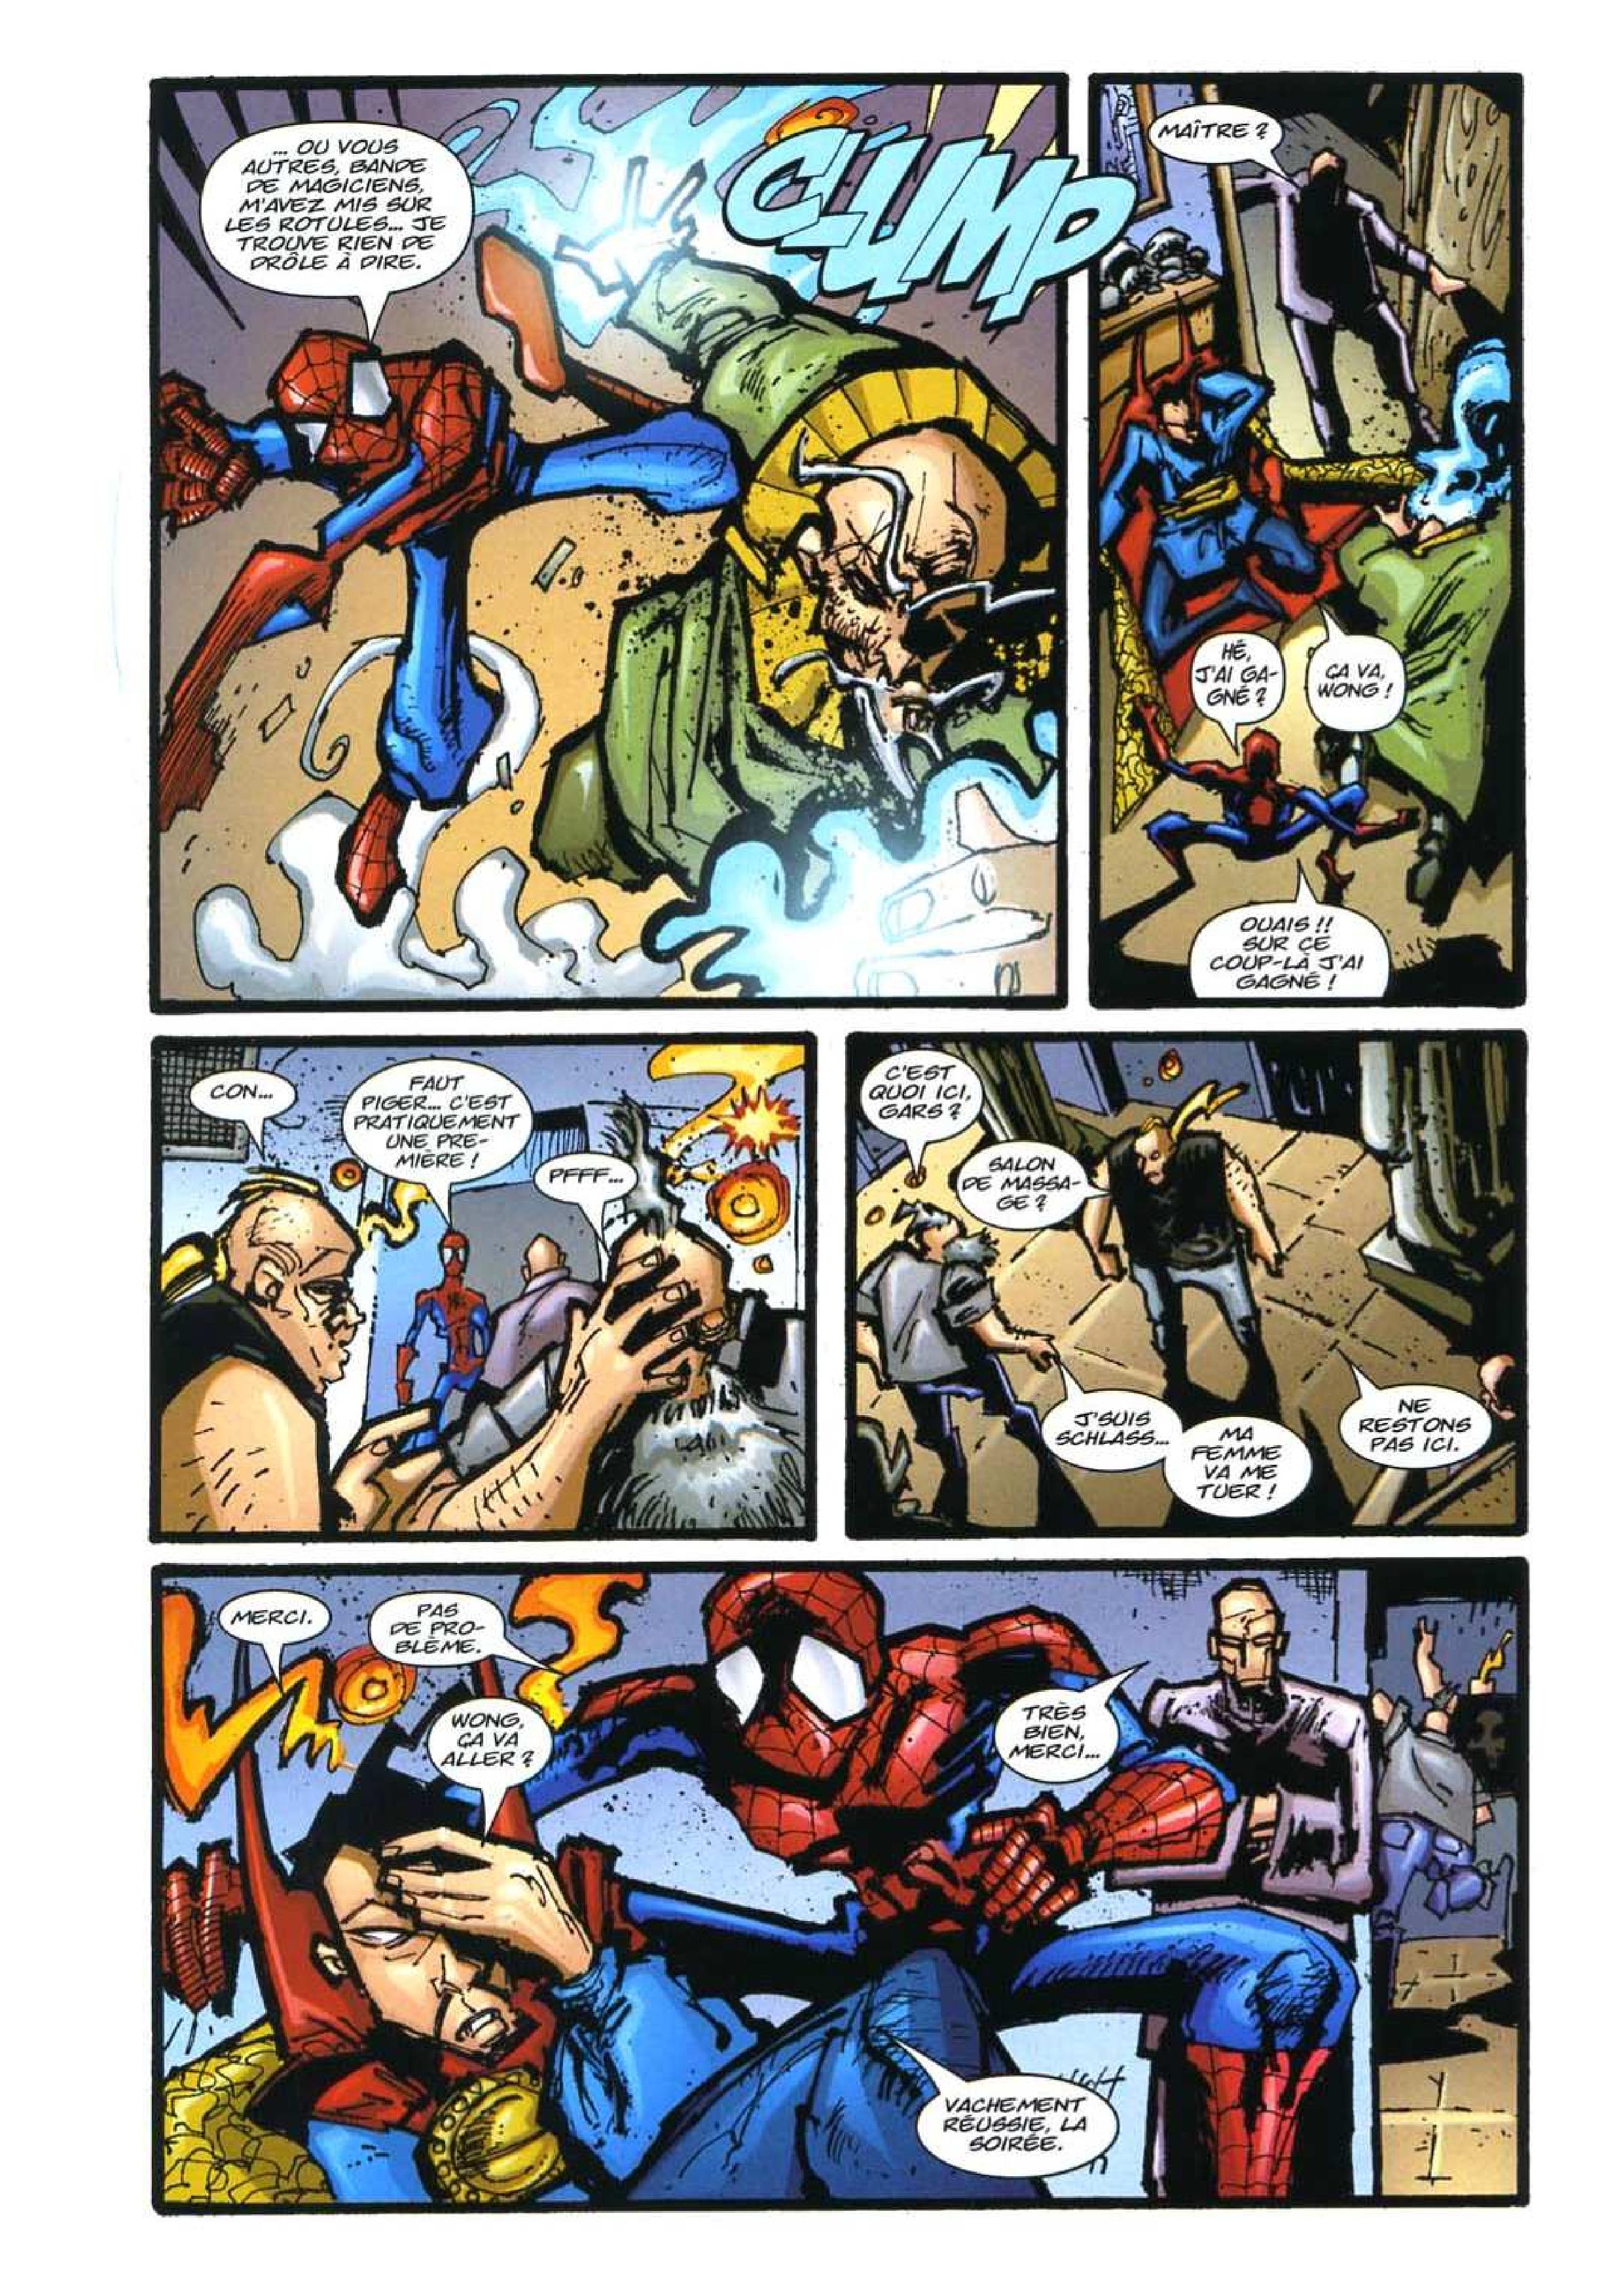 ... OU VOUS
AUTRES, BANDE
DE MAGICIENS,
M'AVEZ MIS SUR
LES ROTULES... JE
TROUVE RIEN DE
DRÔLE À DIRE.
CLUMP
MAÎTRE ?
HÉ,
J'AI GA-
GNÉ ?
ÇA VA,
WONG !
OUAIS !!
SUR CE
COUP-LÀ J'AI
GAGNÉ !
CON...
FAUT
PIGER... C'EST
PRATIQUEMENT
UNE PRE-
MIÈRE !
PFFF...
C'EST
QUOI ICI,
GARS ?
SALON
DE MASSA-
GE ?
J'SUIS
SCHLASS...
MA
FEMME
VA ME
TUER !
NE
RESTONS
PAS ICI.
MERCI.
PAS
DE PRO-
BLÈME.
WONG,
ÇA VA
ALLER ?
TRÈS
BIEN,
MERCI...
VACHEMENT
RÉUSSIE, LA
SOIRÉE.